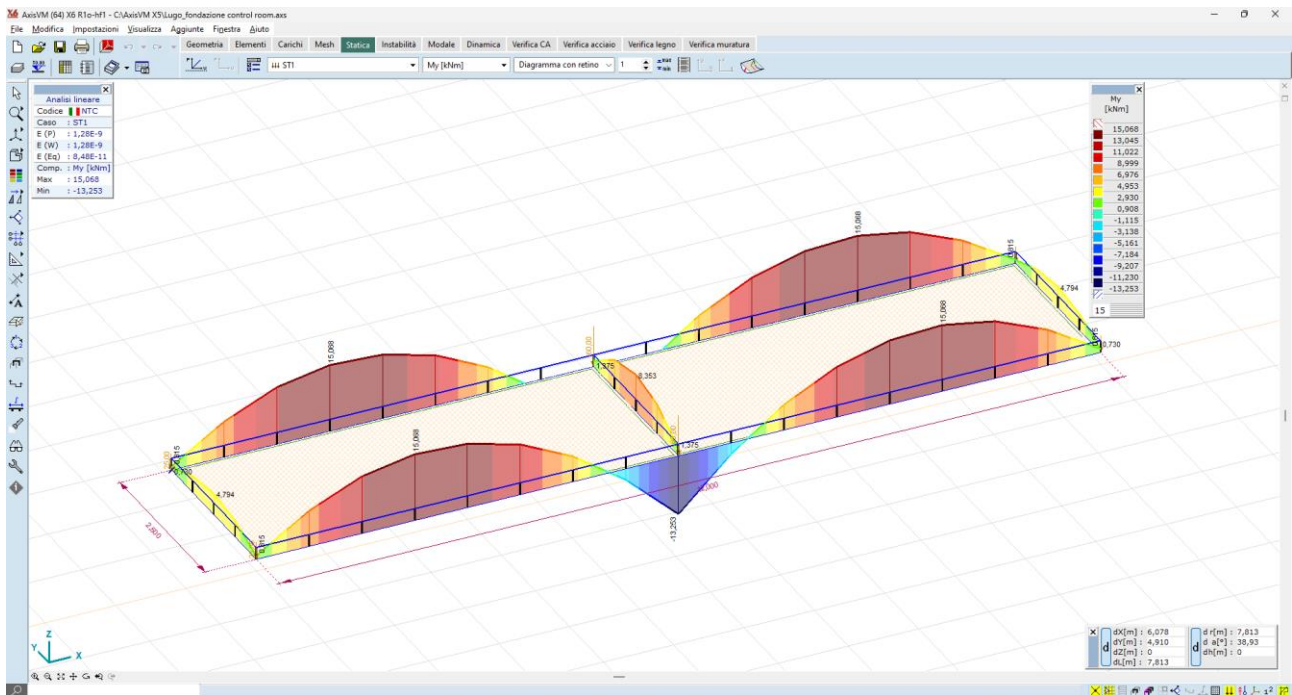 AxisVM (64) X6 R1o-hf1 - C:\AxisVM X5\Lugo_fondazione control room.axs
File Modifica Impostazioni Visualizza Aggiunte Finestra Aiuto
Geometria Elementi Carichi Mesh Statica Instabilità Modale Dinamica Verifica CA Verifica acciaio Verifica legno Verifica muratura
ST1 My [kNm] Diagramma con retino 1
Analisi lineare
Codice NTC
Caso : ST1
E (P) : 1,28E-9
E (W) : 1,28E-9
E (Eq) : 8,48E-11
Comp. : My [kNm]
Max : 15,068
Min : -13,253
My
[kNm]
15,068
13,045
11,022
8,999
6,976
4,953
2,930
0,908
-1,115
-3,138
-5,161
-7,184
-9,207
-11,230
-13,253
15
15,068
4,794
0,730
15,068
15,068
1,375
8,353
15,068
1,375
4,794
2,500
-13,253
Z
Y
X
dX[m] : 6,078
dY[m] : 4,910
dZ[m] : 0
dL[m] : 7,813
d
d r[m] : 7,813
d a[°] : 38,93
dh[m] : 0
d